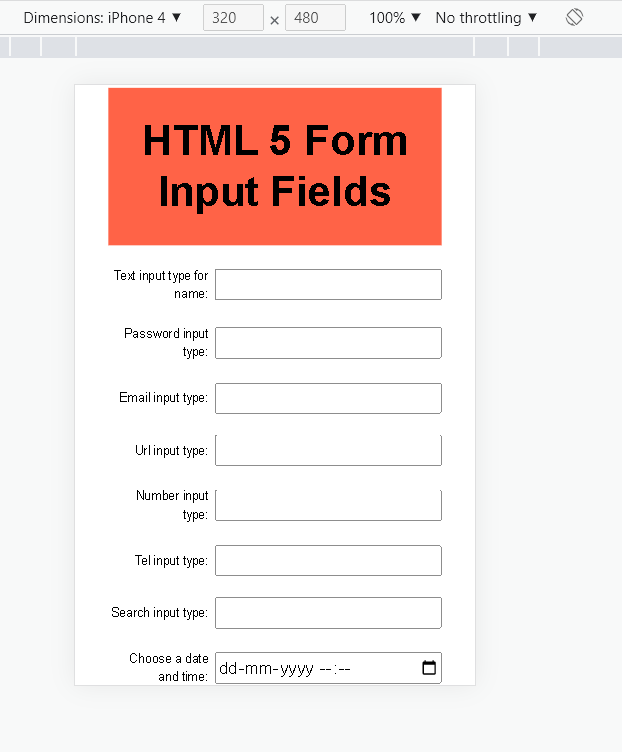 Dimensions: iPhone 4 ▼ 320 × 480 100% ▼ No throttling ▼
HTML 5 Form
Input Fields
Text input type for
name:
Password input
type:
Email input type:
Url input type:
Number input
type:
Tel input type:
Search input type:
Choose a date
and time:
dd-mm-yyyy --:--